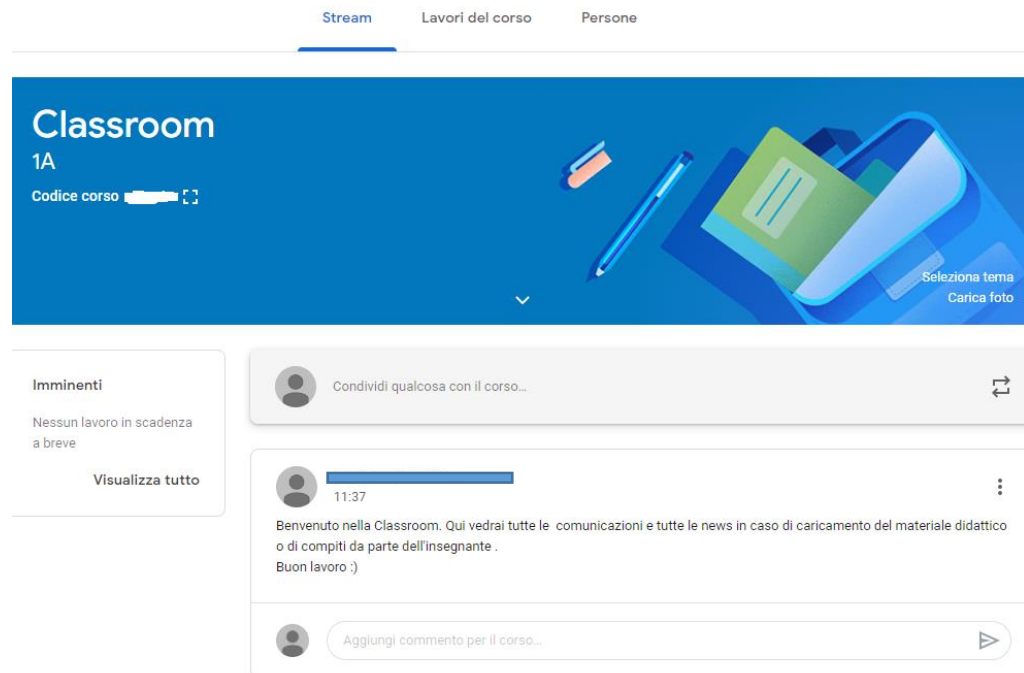 Stream Lavori del corso Persone
Classroom
1A
Codice corso
Seleziona tema
Carica foto
Imminenti
Nessun lavoro in scadenza
a breve
Visualizza tutto
Condividi qualcosa con il corso...
11:37
Benvenuto nella Classroom. Qui vedrai tutte le comunicazioni e tutte le news in caso di caricamento del materiale didattico
o di compiti da parte dell'insegnante .
Buon lavoro :)
Aggiungi commento per il corso...